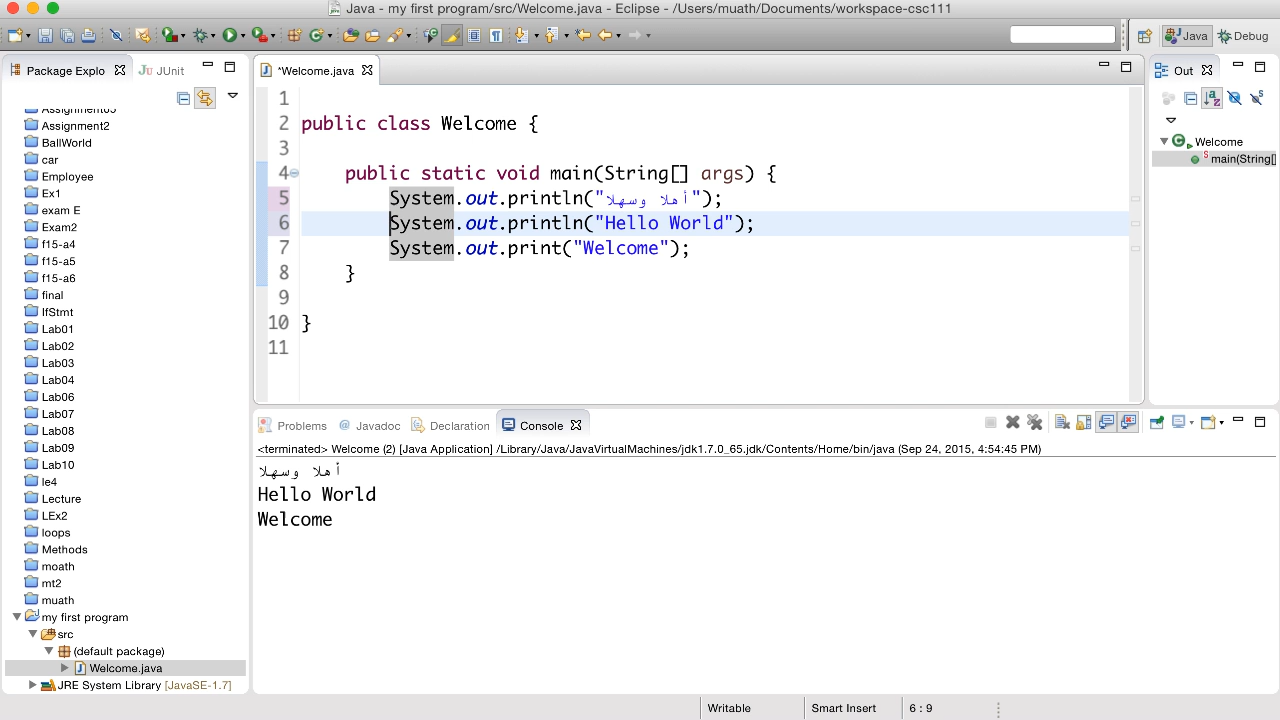 Java - my first program/src/Welcome.java - Eclipse - /Users/muath/Documents/workspace-csc111
Java
Debug
Package Explo
JUnit
*Welcome.java
Out
Assignment2
BallWorld
car
Employee
Ex1
exam E
Exam2
f15-a4
f15-a5
f15-a6
final
IfStmt
Lab01
Lab02
Lab03
Lab04
Lab06
Lab07
Lab08
Lab09
Lab10
le4
Lecture
LEx2
loops
Methods
moath
mt2
muath
my first program
src
(default package)
Welcome.java
JRE System Library [JavaSE-1.7]
1
2 public class Welcome {
3
4 public static void main(String[] args) {
5 System.out.println("أهلا وسهلا");
6 System.out.println("Hello World");
7 System.out.print("Welcome");
8 }
9
10 }
11
Welcome
main(String[]
Problems
@ Javadoc
Declaration
Console
<terminated> Welcome (2) [Java Application] /Library/Java/JavaVirtualMachines/jdk1.7.0_65.jdk/Contents/Home/bin/java (Sep 24, 2015, 4:54:45 PM)
أهلا وسهلا
Hello World
Welcome
Writable
Smart Insert
6 : 9